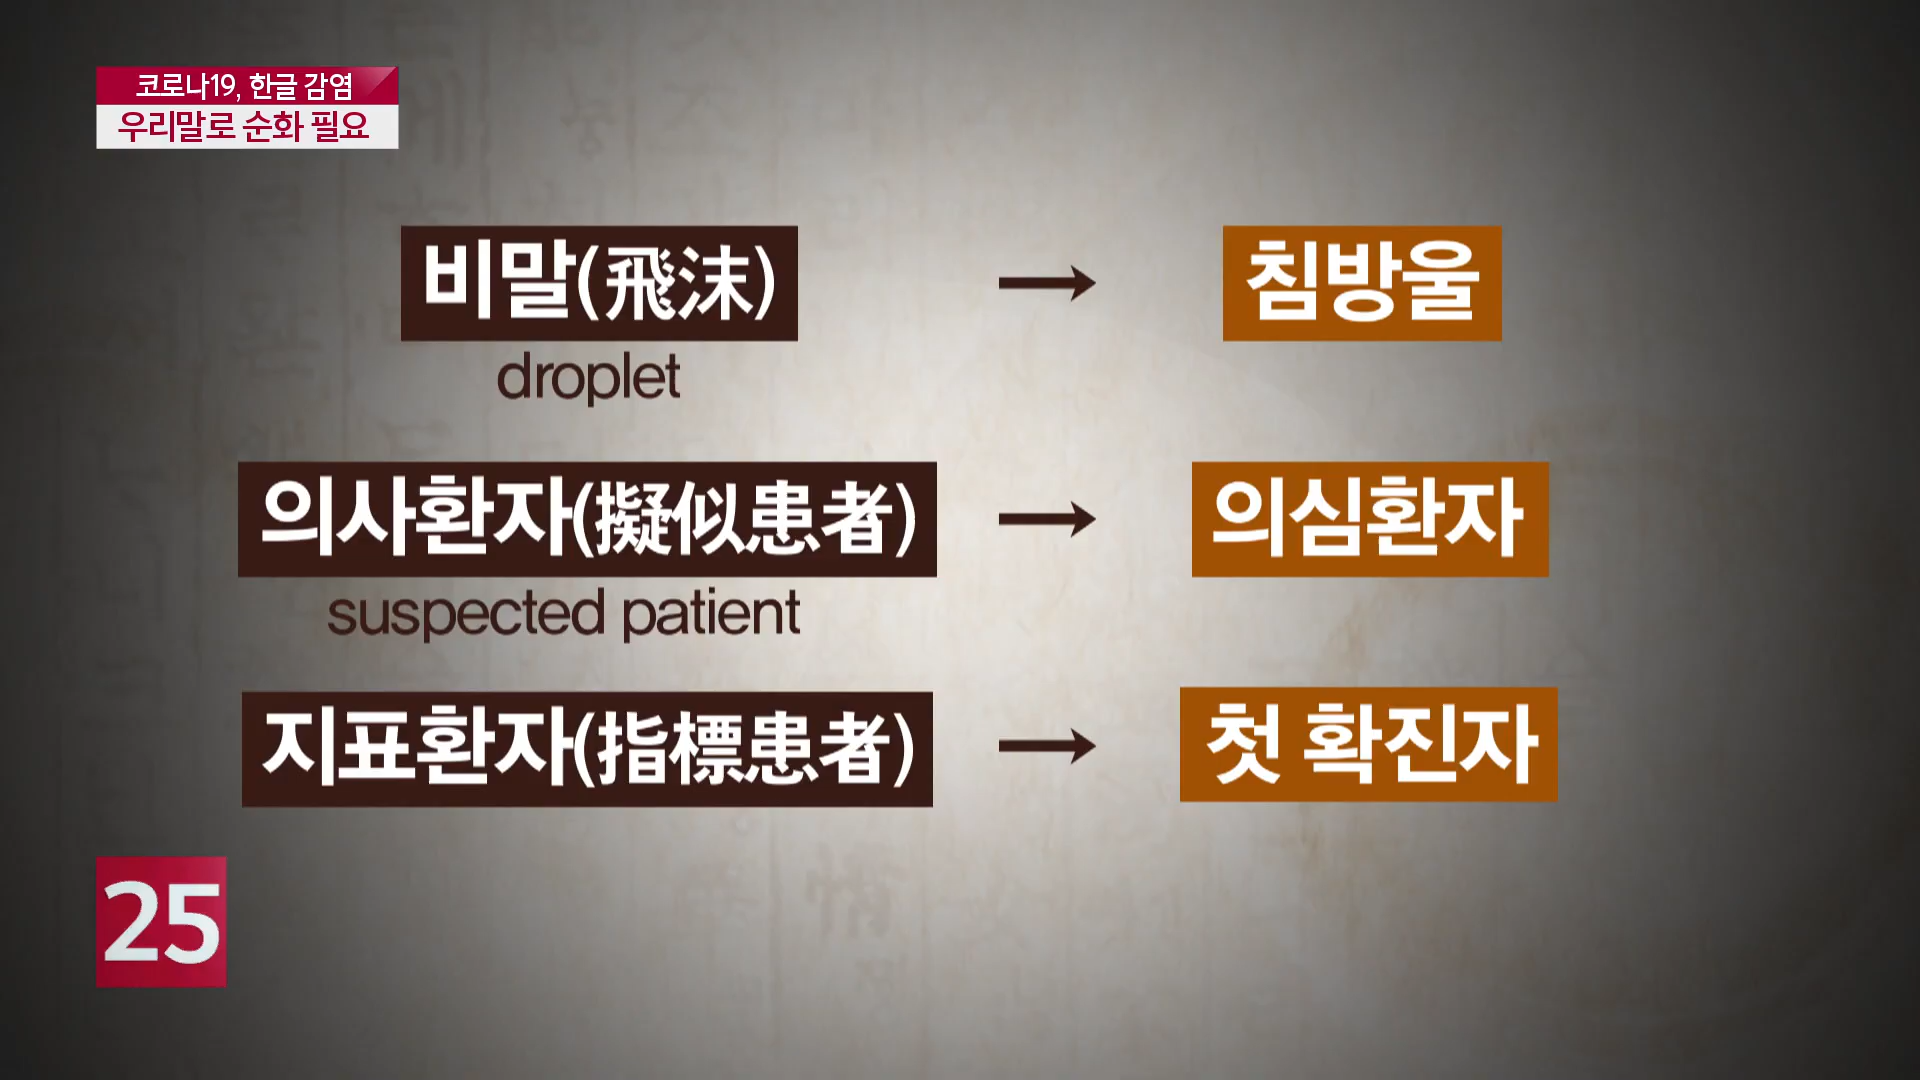 코로나19, 한글 감염
우리말로 순화 필요
비말(飛沫) → 침방울
droplet
의사환자(擬似患者) → 의심환자
suspected patient
지표환자(指標患者) → 첫 확진자
25